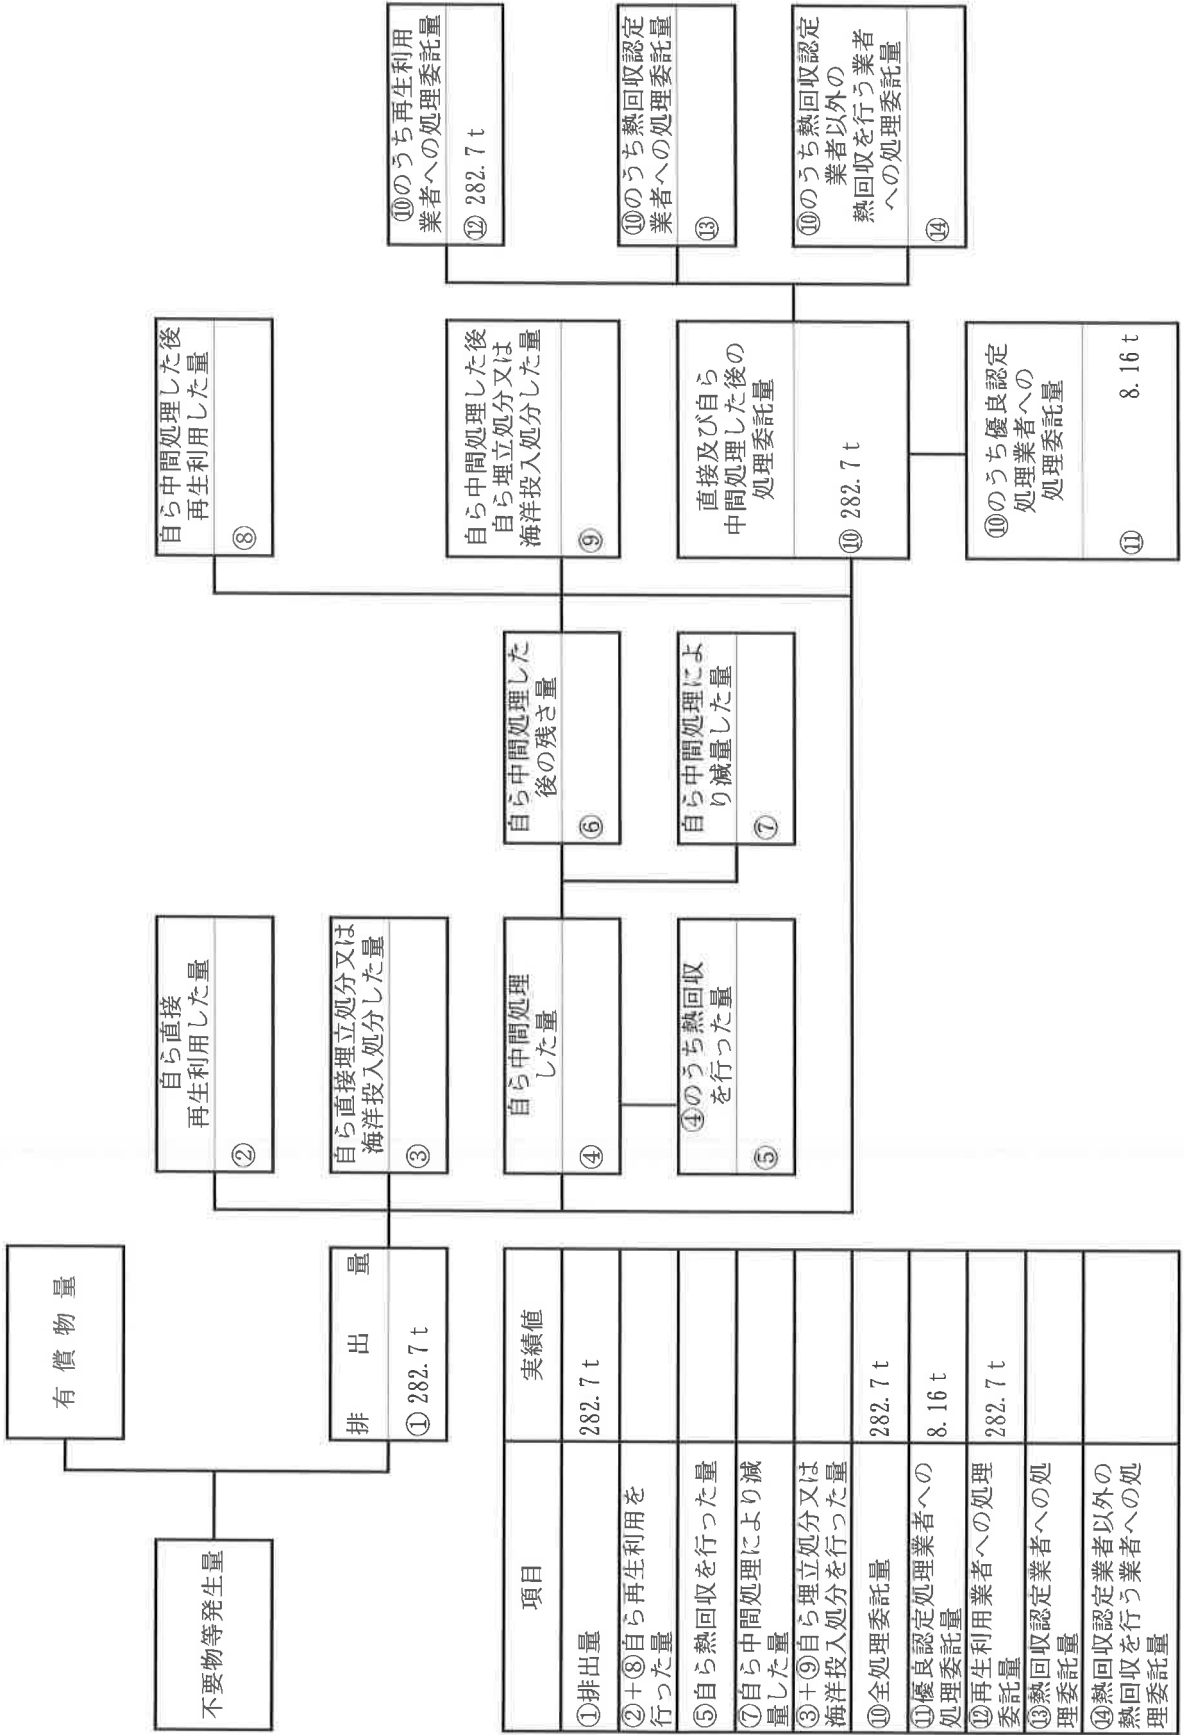 不要物等発生量
有償物量
排出量
① 282.7 t
自ら直接
再生利用した量
②
自ら直接埋立処分又は
海洋投入処分した量
③
自ら中間処理
した量
④
④のうち熱回収
を行った量
⑤
自ら中間処理した
後の残さ量
⑥
自ら中間処理によ
り減量した量
⑦
自ら中間処理した後
再生利用した量
⑧
自ら中間処理した後
自ら埋立処分又は
海洋投入処分した量
⑨
直接及び自ら
中間処理した後の
処理委託量
⑩ 282.7 t
⑩のうち優良認定
処理業者への
処理委託量
⑪ 8.16 t
⑩のうち再生利用
業者への処理委託量
⑫ 282.7 t
⑩のうち熱回収認定
業者への処理委託量
⑬
⑩のうち熱回収認定
業者以外の
熱回収を行う業者
への処理委託量
⑭
項目 実績値
①排出量 282.7 t
②+⑧自ら再生利用を
行った量
⑤自ら熱回収を行った量
⑦自ら中間処理により減
量した量
③+⑨自ら埋立処分又は
海洋投入処分を行った量
⑩全処理委託量 282.7 t
⑪優良認定処理業者への
処理委託量 8.16 t
⑫再生利用業者への処理
委託量 282.7 t
⑬熱回収認定業者への処
理委託量
⑭熱回収認定業者以外の
熱回収を行う業者への処
理委託量